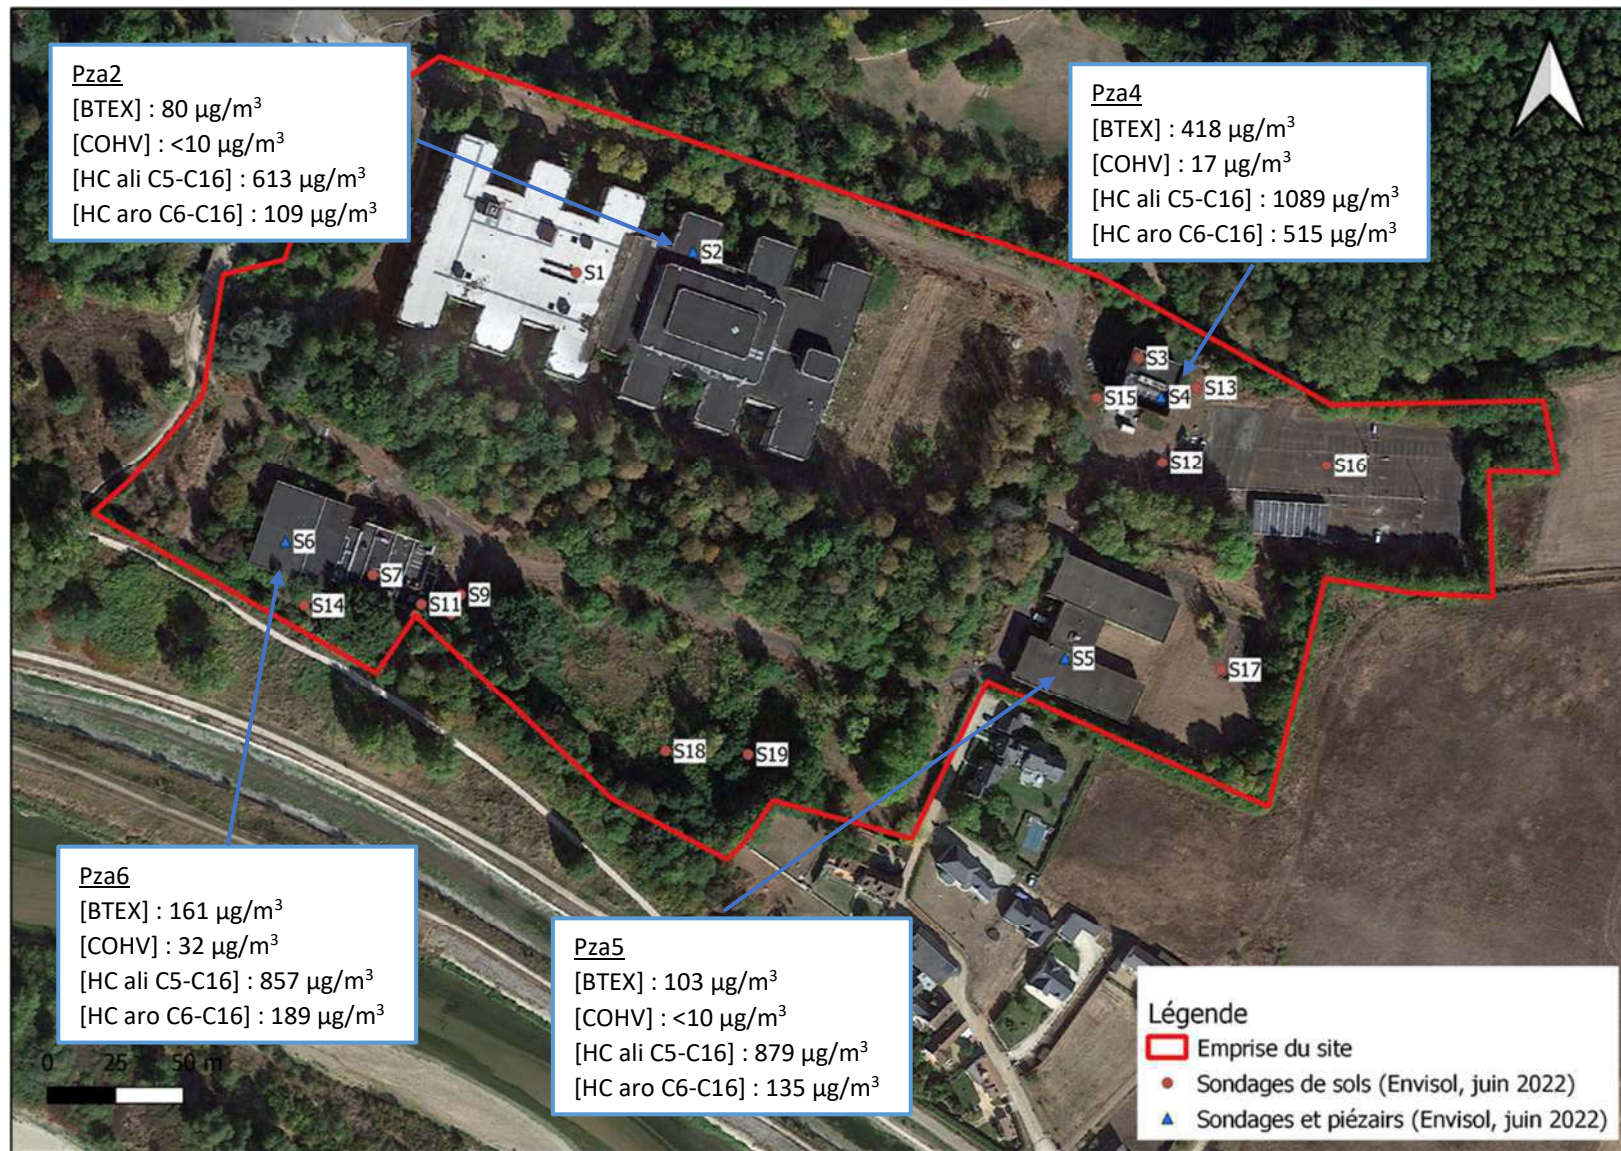 Pza2
[BTEX] : 80 µg/m³
[COHV] : <10 µg/m³
[HC ali C5-C16] : 613 µg/m³
[HC aro C6-C16] : 109 µg/m³
Pza4
[BTEX] : 418 µg/m³
[COHV] : 17 µg/m³
[HC ali C5-C16] : 1089 µg/m³
[HC aro C6-C16] : 515 µg/m³
S1
S2
S3
S4
S13
S15
S12
S16
S6
S7
S9
S14
S11
S5
S17
S18
S19
Pza6
[BTEX] : 161 µg/m³
[COHV] : 32 µg/m³
[HC ali C5-C16] : 857 µg/m³
[HC aro C6-C16] : 189 µg/m³
Pza5
[BTEX] : 103 µg/m³
[COHV] : <10 µg/m³
[HC ali C5-C16] : 879 µg/m³
[HC aro C6-C16] : 135 µg/m³
0 25 50 m
Légende
Emprise du site
Sondages de sols (Envisol, juin 2022)
Sondages et piézairs (Envisol, juin 2022)